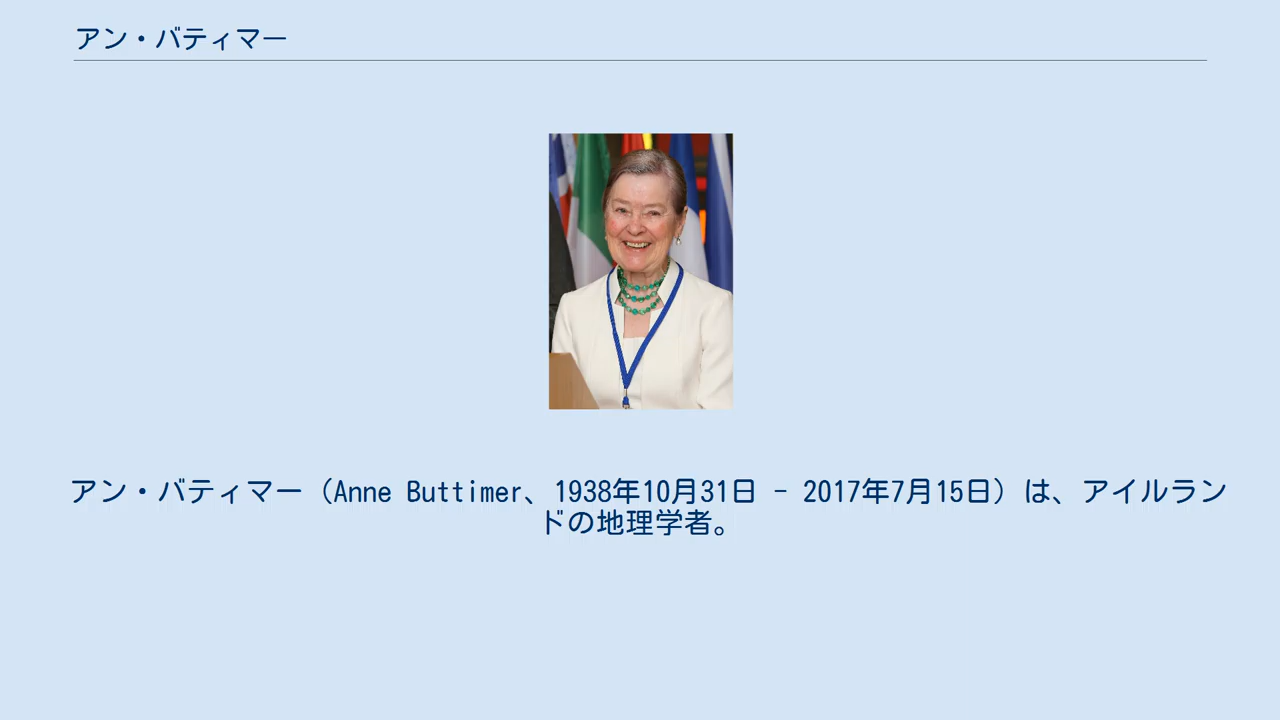 アン・バティマー
アン・バティマー（Anne Buttimer、1938年10月31日 - 2017年7月15日）は、アイルラン
ドの地理学者。